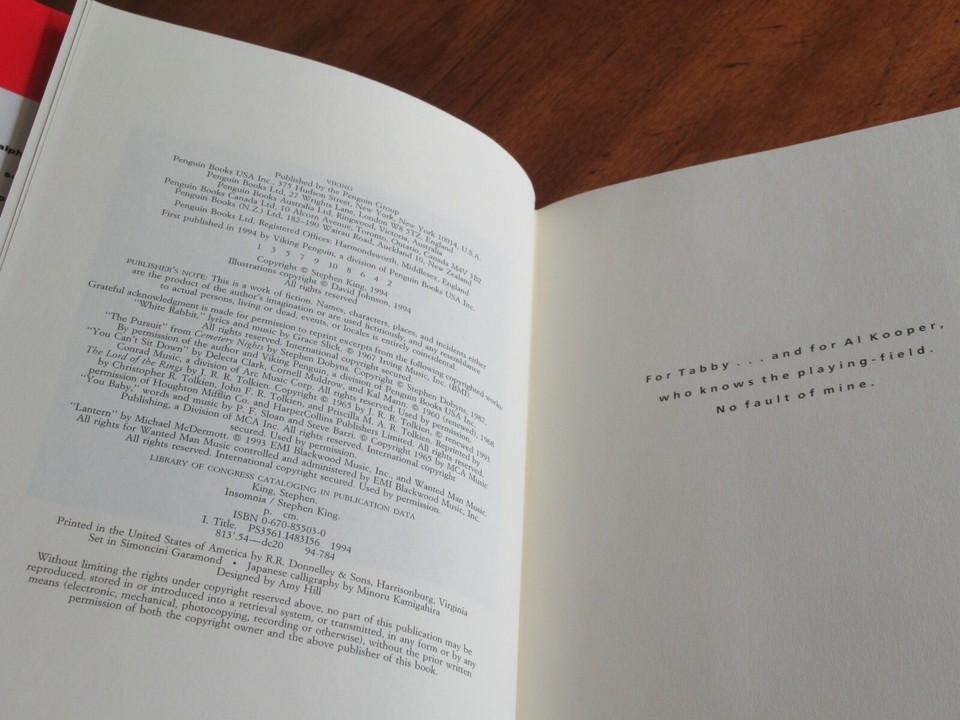 alph
VIKING
Published by the Penguin Group
Penguin Books USA Inc., 375 Hudson Street, New York, New York 10014, U.S.A.
Penguin Books Ltd, 27 Wrights Lane, London W8 5TZ, England
Penguin Books Australia Ltd, Ringwood, Victoria, Australia
Penguin Books Canada Ltd, 10 Alcorn Avenue, Toronto, Ontario, Canada M4V 3B2
Penguin Books (N.Z.) Ltd, 182–190 Wairau Road, Auckland 10, New Zealand
Penguin Books Ltd, Registered Offices: Harmondsworth, Middlesex, England
First published in 1994 by Viking Penguin, a division of Penguin Books USA Inc.
1 3 5 7 9 10 8 6 4 2
Copyright © Stephen King, 1994
Illustrations copyright © David Johnson, 1994
All rights reserved
PUBLISHER'S NOTE: This is a work of fiction. Names, characters, places, and incidents either
are the product of the author's imagination or are used fictitiously, and any resemblance
to actual persons, living or dead, events, or locales is entirely coincidental.
Grateful acknowledgment is made for permission to reprint excerpts from the following copyrighted works:
"White Rabbit," lyrics and music by Grace Slick. © 1967 Irving Music, Inc. (BMI).
All rights reserved. International copyright secured.
"The Pursuit" from Cemetery Nights by Stephen Dobyns. Copyright © Stephen Dobyns, 1987.
By permission of the author and Viking Penguin, a division of Penguin Books USA Inc.
"You Can't Sit Down" by Delecta Clark, Cornell Muldrow, and Kal Mann. © 1960 (renewed), 1968
Conrad Music, a division of Arc Music Corp. All rights reserved. Used by permission.
The Lord of the Rings by J. R. R. Tolkien. Copyright © 1965 by J. R. R. Tolkien. © renewed 1993
by Christopher R. Tolkien, John F. R. Tolkien, and Priscilla M. A. R. Tolkien. Reprinted by
permission of Houghton Mifflin Co. and HarperCollins Publishers Limited. All rights reserved.
"You Baby," words and music by P. F. Sloan and Steve Barri. © Copyright 1965 by MCA Music
Publishing, a Division of MCA Inc. All rights reserved. International copyright
secured. Used by permission.
"Lantern" by Michael McDermott. © 1993 EMI Blackwood Music, Inc., and Wanted Man Music.
All rights for Wanted Man Music controlled and administered by EMI Blackwood Music, Inc.
All rights reserved. International copyright secured. Used by permission.
LIBRARY OF CONGRESS CATALOGING IN PUBLICATION DATA
King, Stephen.
Insomnia / Stephen King.
p. cm.
ISBN 0-670-85503-0
I. Title. PS3561.I483I56 1994
813'.54—dc20 94-784
Printed in the United States of America by R.R. Donnelley & Sons, Harrisonburg, Virginia
Set in Simoncini Garamond • Japanese calligraphy by Minoru Kamigahira
Designed by Amy Hill
Without limiting the rights under copyright reserved above, no part of this publication may be
reproduced, stored in or introduced into a retrieval system, or transmitted, in any form or by any
means (electronic, mechanical, photocopying, recording or otherwise), without the prior written
permission of both the copyright owner and the above publisher of this book.
For Tabby . . . and for Al Kooper,
who knows the playing-field.
No fault of mine.